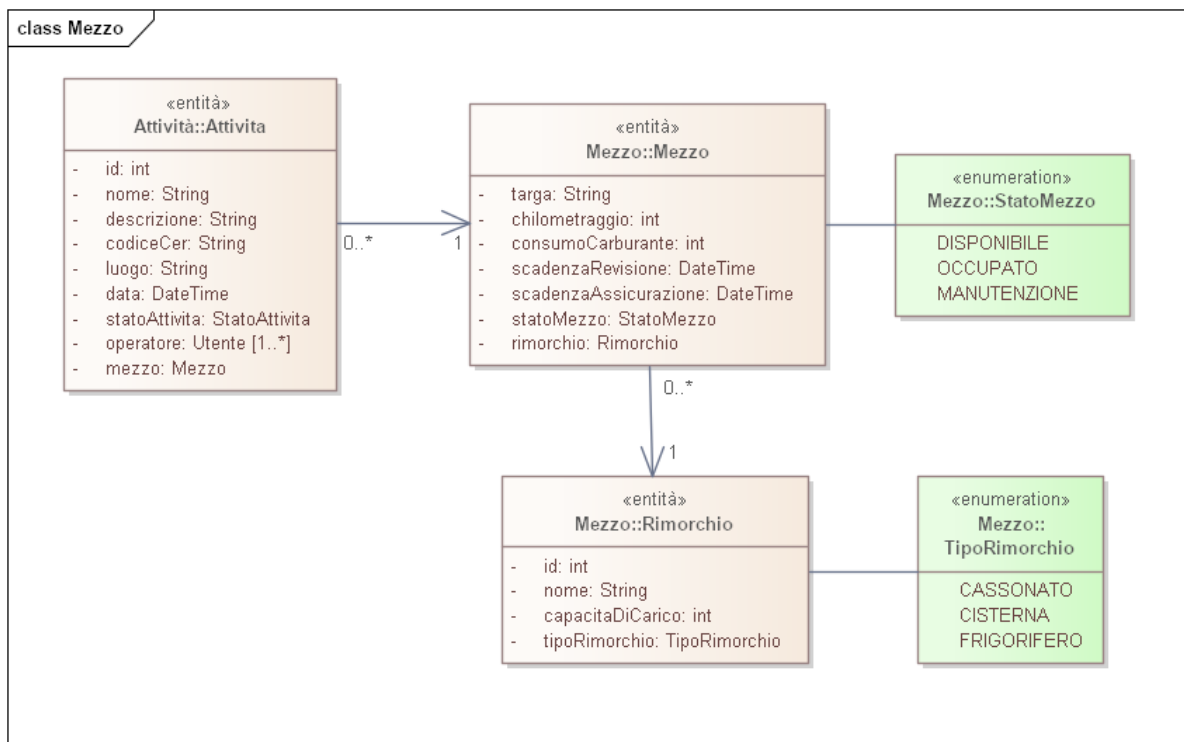 class Mezzo
«entità»
Attività::Attivita
- id: int
- nome: String
- descrizione: String
- codiceCer: String
- luogo: String
- data: DateTime
- statoAttivita: StatoAttivita
- operatore: Utente [1..*]
- mezzo: Mezzo
0..*
1
«entità»
Mezzo::Mezzo
- targa: String
- chilometraggio: int
- consumoCarburante: int
- scadenzaRevisione: DateTime
- scadenzaAssicurazione: DateTime
- statoMezzo: StatoMezzo
- rimorchio: Rimorchio
«enumeration»
Mezzo::StatoMezzo
DISPONIBILE
OCCUPATO
MANUTENZIONE
0..*
1
«entità»
Mezzo::Rimorchio
- id: int
- nome: String
- capacitaDiCarico: int
- tipoRimorchio: TipoRimorchio
«enumeration»
Mezzo::
TipoRimorchio
CASSONATO
CISTERNA
FRIGORIFERO